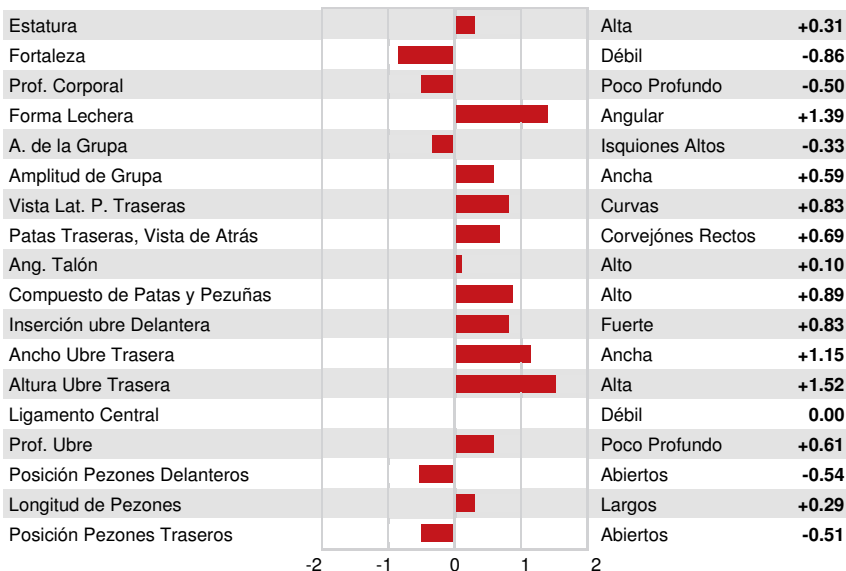 Estatura Alta +0.31
Fortaleza Débil -0.86
Prof. Corporal Poco Profundo -0.50
Forma Lechera Angular +1.39
A. de la Grupa Isquiones Altos -0.33
Amplitud de Grupa Ancha +0.59
Vista Lat. P. Traseras Curvas +0.83
Patas Traseras, Vista de Atrás Corvejónes Rectos +0.69
Ang. Talón Alto +0.10
Compuesto de Patas y Pezuñas Alto +0.89
Inserción ubre Delantera Fuerte +0.83
Ancho Ubre Trasera Ancha +1.15
Altura Ubre Trasera Alta +1.52
Ligamento Central Débil 0.00
Prof. Ubre Poco Profundo +0.61
Posición Pezones Delanteros Abiertos -0.54
Longitud de Pezones Largos +0.29
Posición Pezones Traseros Abiertos -0.51
-2 -1 0 1 2